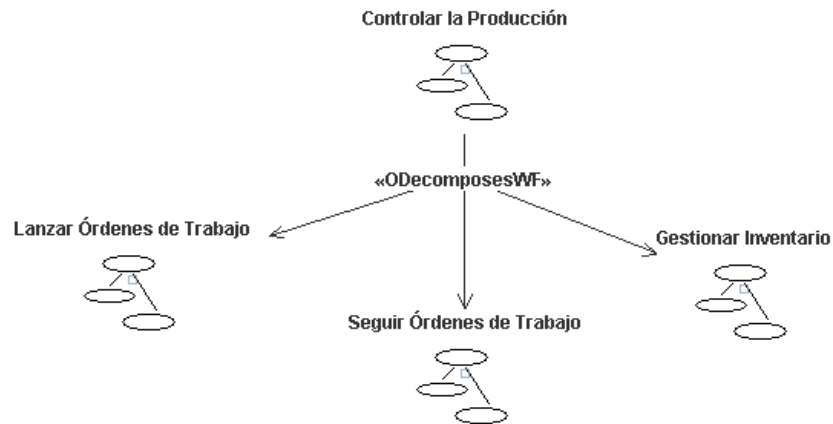 Controlar la Producción
«ODecomposesWF»
Lanzar Órdenes de Trabajo
Gestionar Inventario
Seguir Órdenes de Trabajo